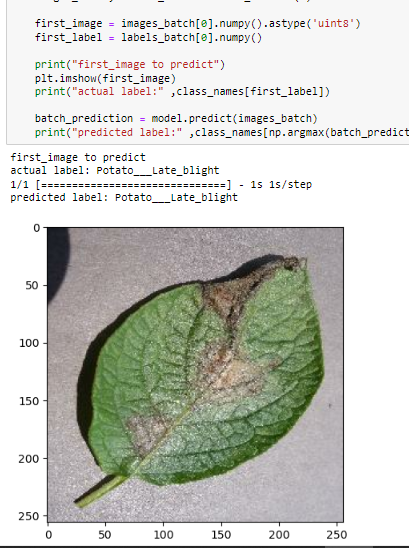 first_image = images_batch[0].numpy().astype('uint8')
first_label = labels_batch[0].numpy()
print("first_image to predict")
plt.imshow(first_image)
print("actual label:" ,class_names[first_label])
batch_prediction = model.predict(images_batch)
print("predicted label:" ,class_names[np.argmax(batch_predict
first_image to predict
actual label: Potato___Late_blight
1/1 [==============================] - 1s 1s/step
predicted label: Potato___Late_blight
0
50
100
150
200
250
0 50 100 150 200 250